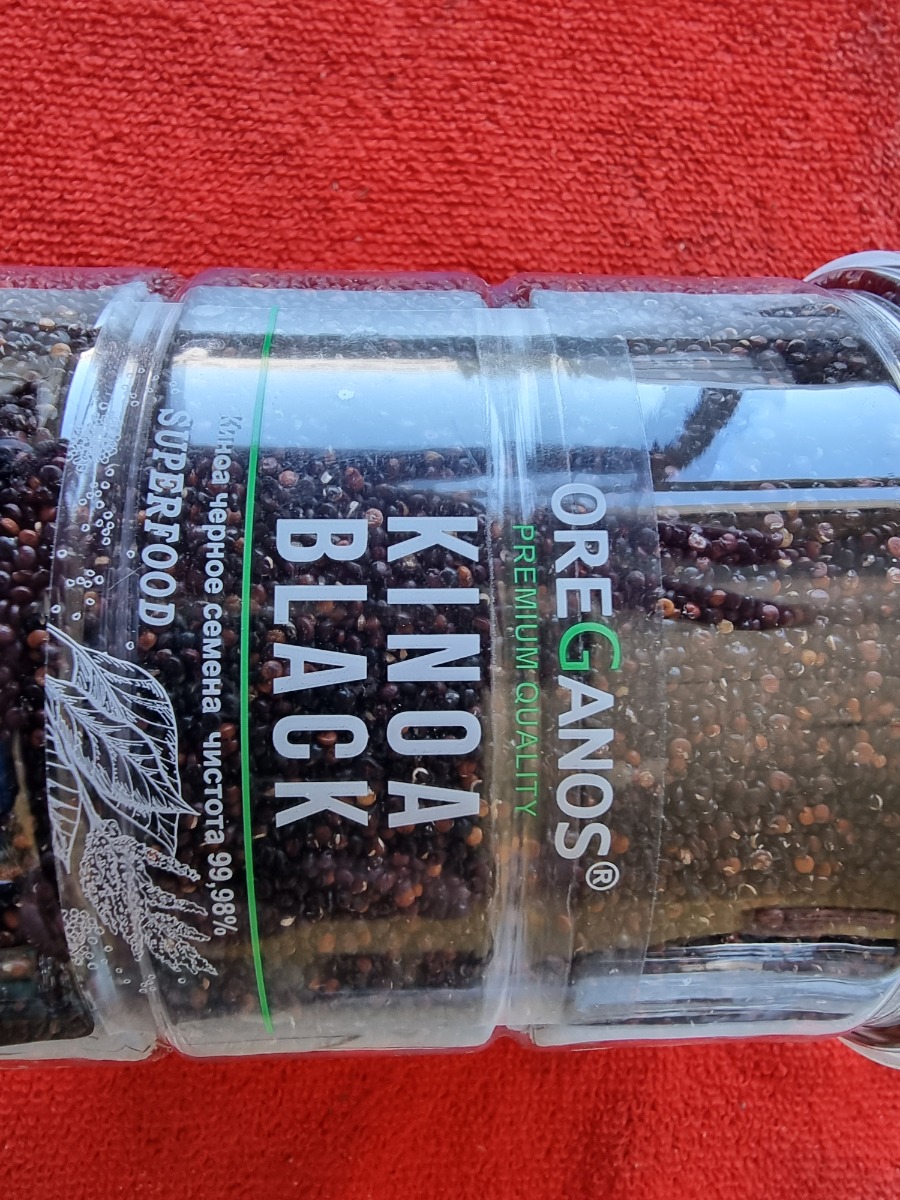 OREGANOS®
PREMIUM QUALITY
KINOA
BLACK
Киноа черное семена чистота 99,98%
SUPERFOOD